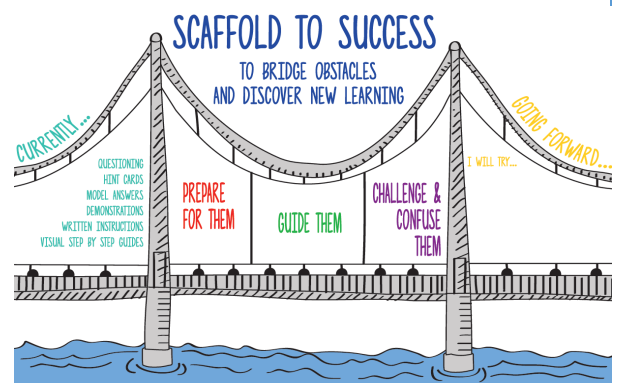 SCAFFOLD TO SUCCESS
TO BRIDGE OBSTACLES
AND DISCOVER NEW LEARNING
CURRENTLY...
QUESTIONING
HINT CARDS
MODEL ANSWERS
DEMONSTRATIONS
WRITTEN INSTRUCTIONS
VISUAL STEP BY STEP GUIDES
PREPARE
FOR THEM
GUIDE THEM
CHALLENGE &
CONFUSE
THEM
GOING FORWARD...
I WILL TRY...